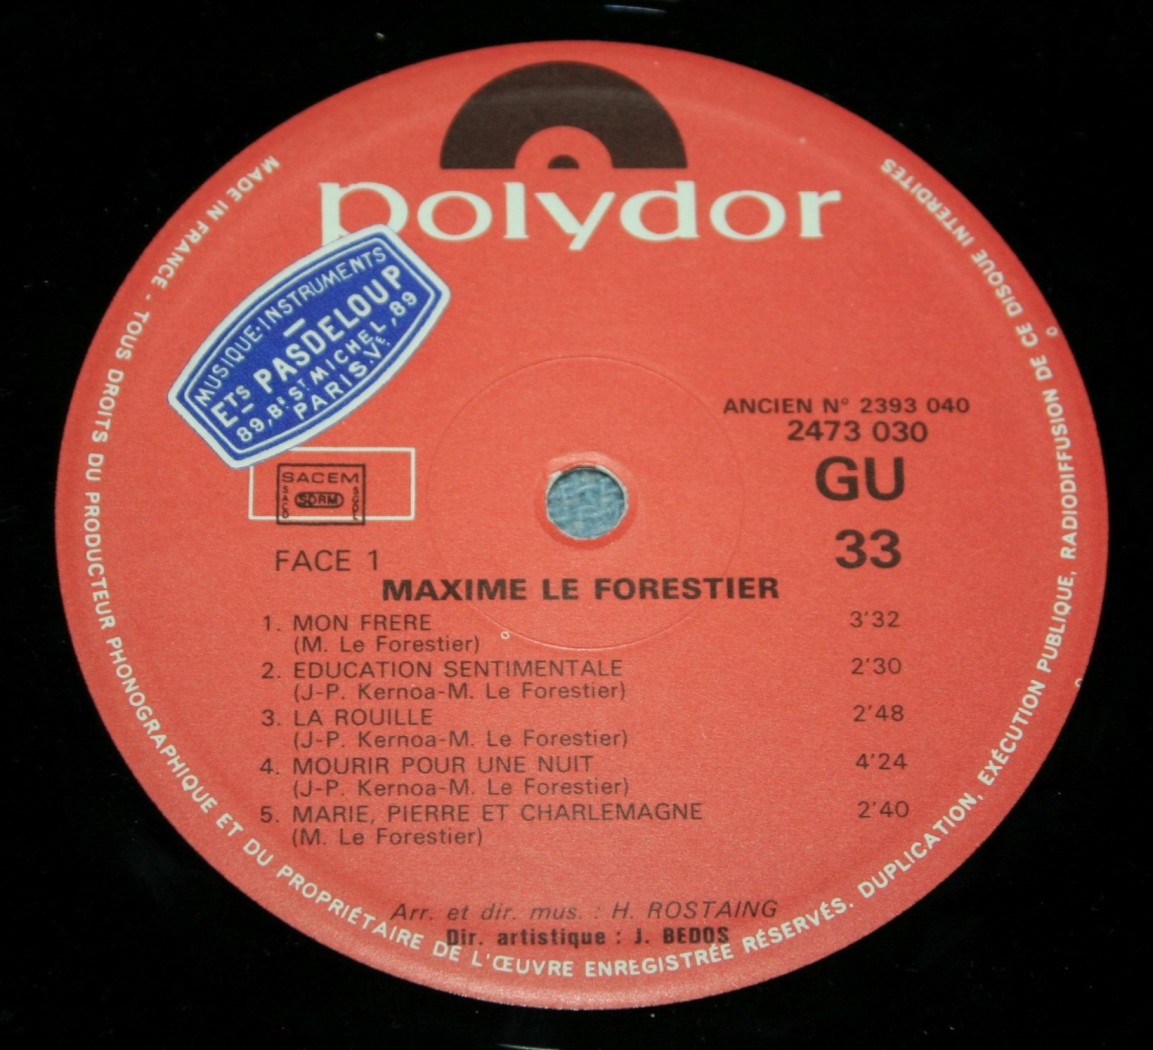 polydor
MUSIQUE·INSTRUMENTS
ETS PASDELOUP
89, Bd ST MICHEL, 89
PARIS.Ve
ANCIEN N° 2393 040
2473 030
GU
33
SACEM
SACD
SDRM
SGDL
FACE 1
MAXIME LE FORESTIER
1. MON FRERE 3'32
(M. Le Forestier)
2. EDUCATION SENTIMENTALE 2'30
(J-P. Kernoa-M. Le Forestier)
3. LA ROUILLE 2'48
(J-P. Kernoa-M. Le Forestier)
4. MOURIR POUR UNE NUIT 4'24
(J-P. Kernoa-M. Le Forestier)
5. MARIE, PIERRE ET CHARLEMAGNE 2'40
(M. Le Forestier)
Arr. et dir. mus. : H. ROSTAING
Dir. artistique : J. BEDOS
MADE IN FRANCE - TOUS DROITS DU PRODUCTEUR PHONOGRAPHIQUE ET DU PROPRIÉTAIRE DE L'ŒUVRE ENREGISTRÉE RÉSERVÉS. DUPLICATION, EXÉCUTION PUBLIQUE, RADIODIFFUSION DE CE DISQUE INTERDITES